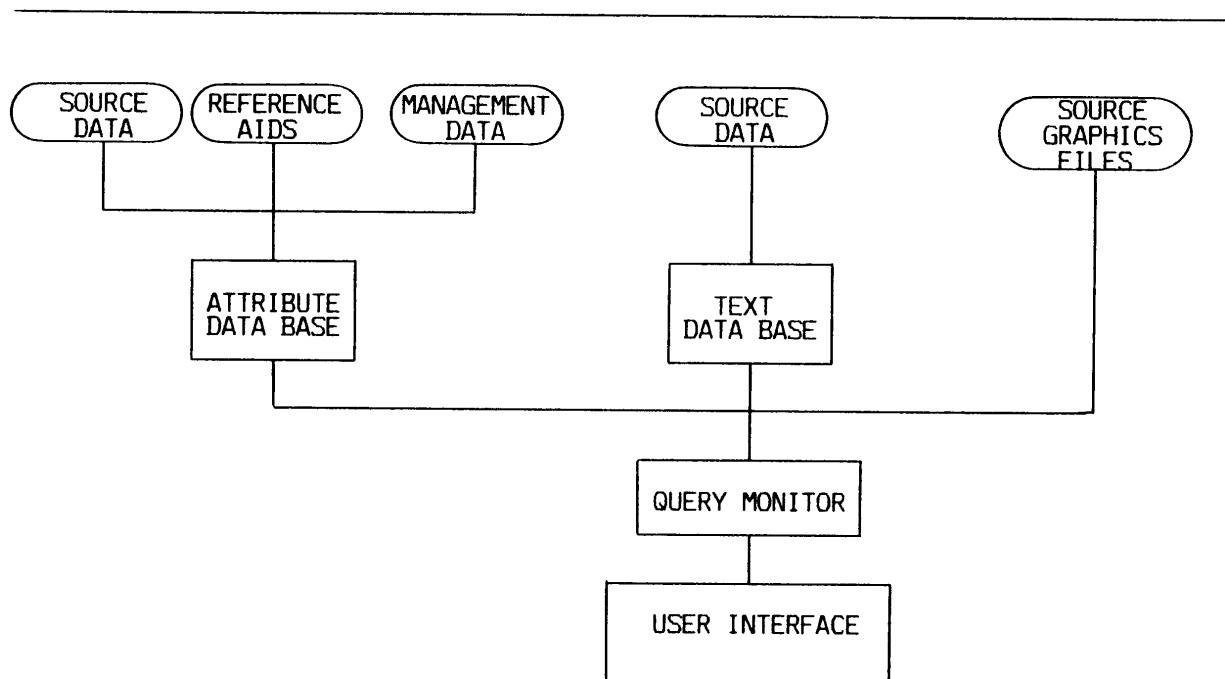 SOURCE
DATA
REFERENCE
AIDS
MANAGEMENT
DATA
SOURCE
DATA
SOURCE
GRAPHICS
FILES
ATTRIBUTE
DATA BASE
TEXT
DATA BASE
QUERY MONITOR
USER INTERFACE